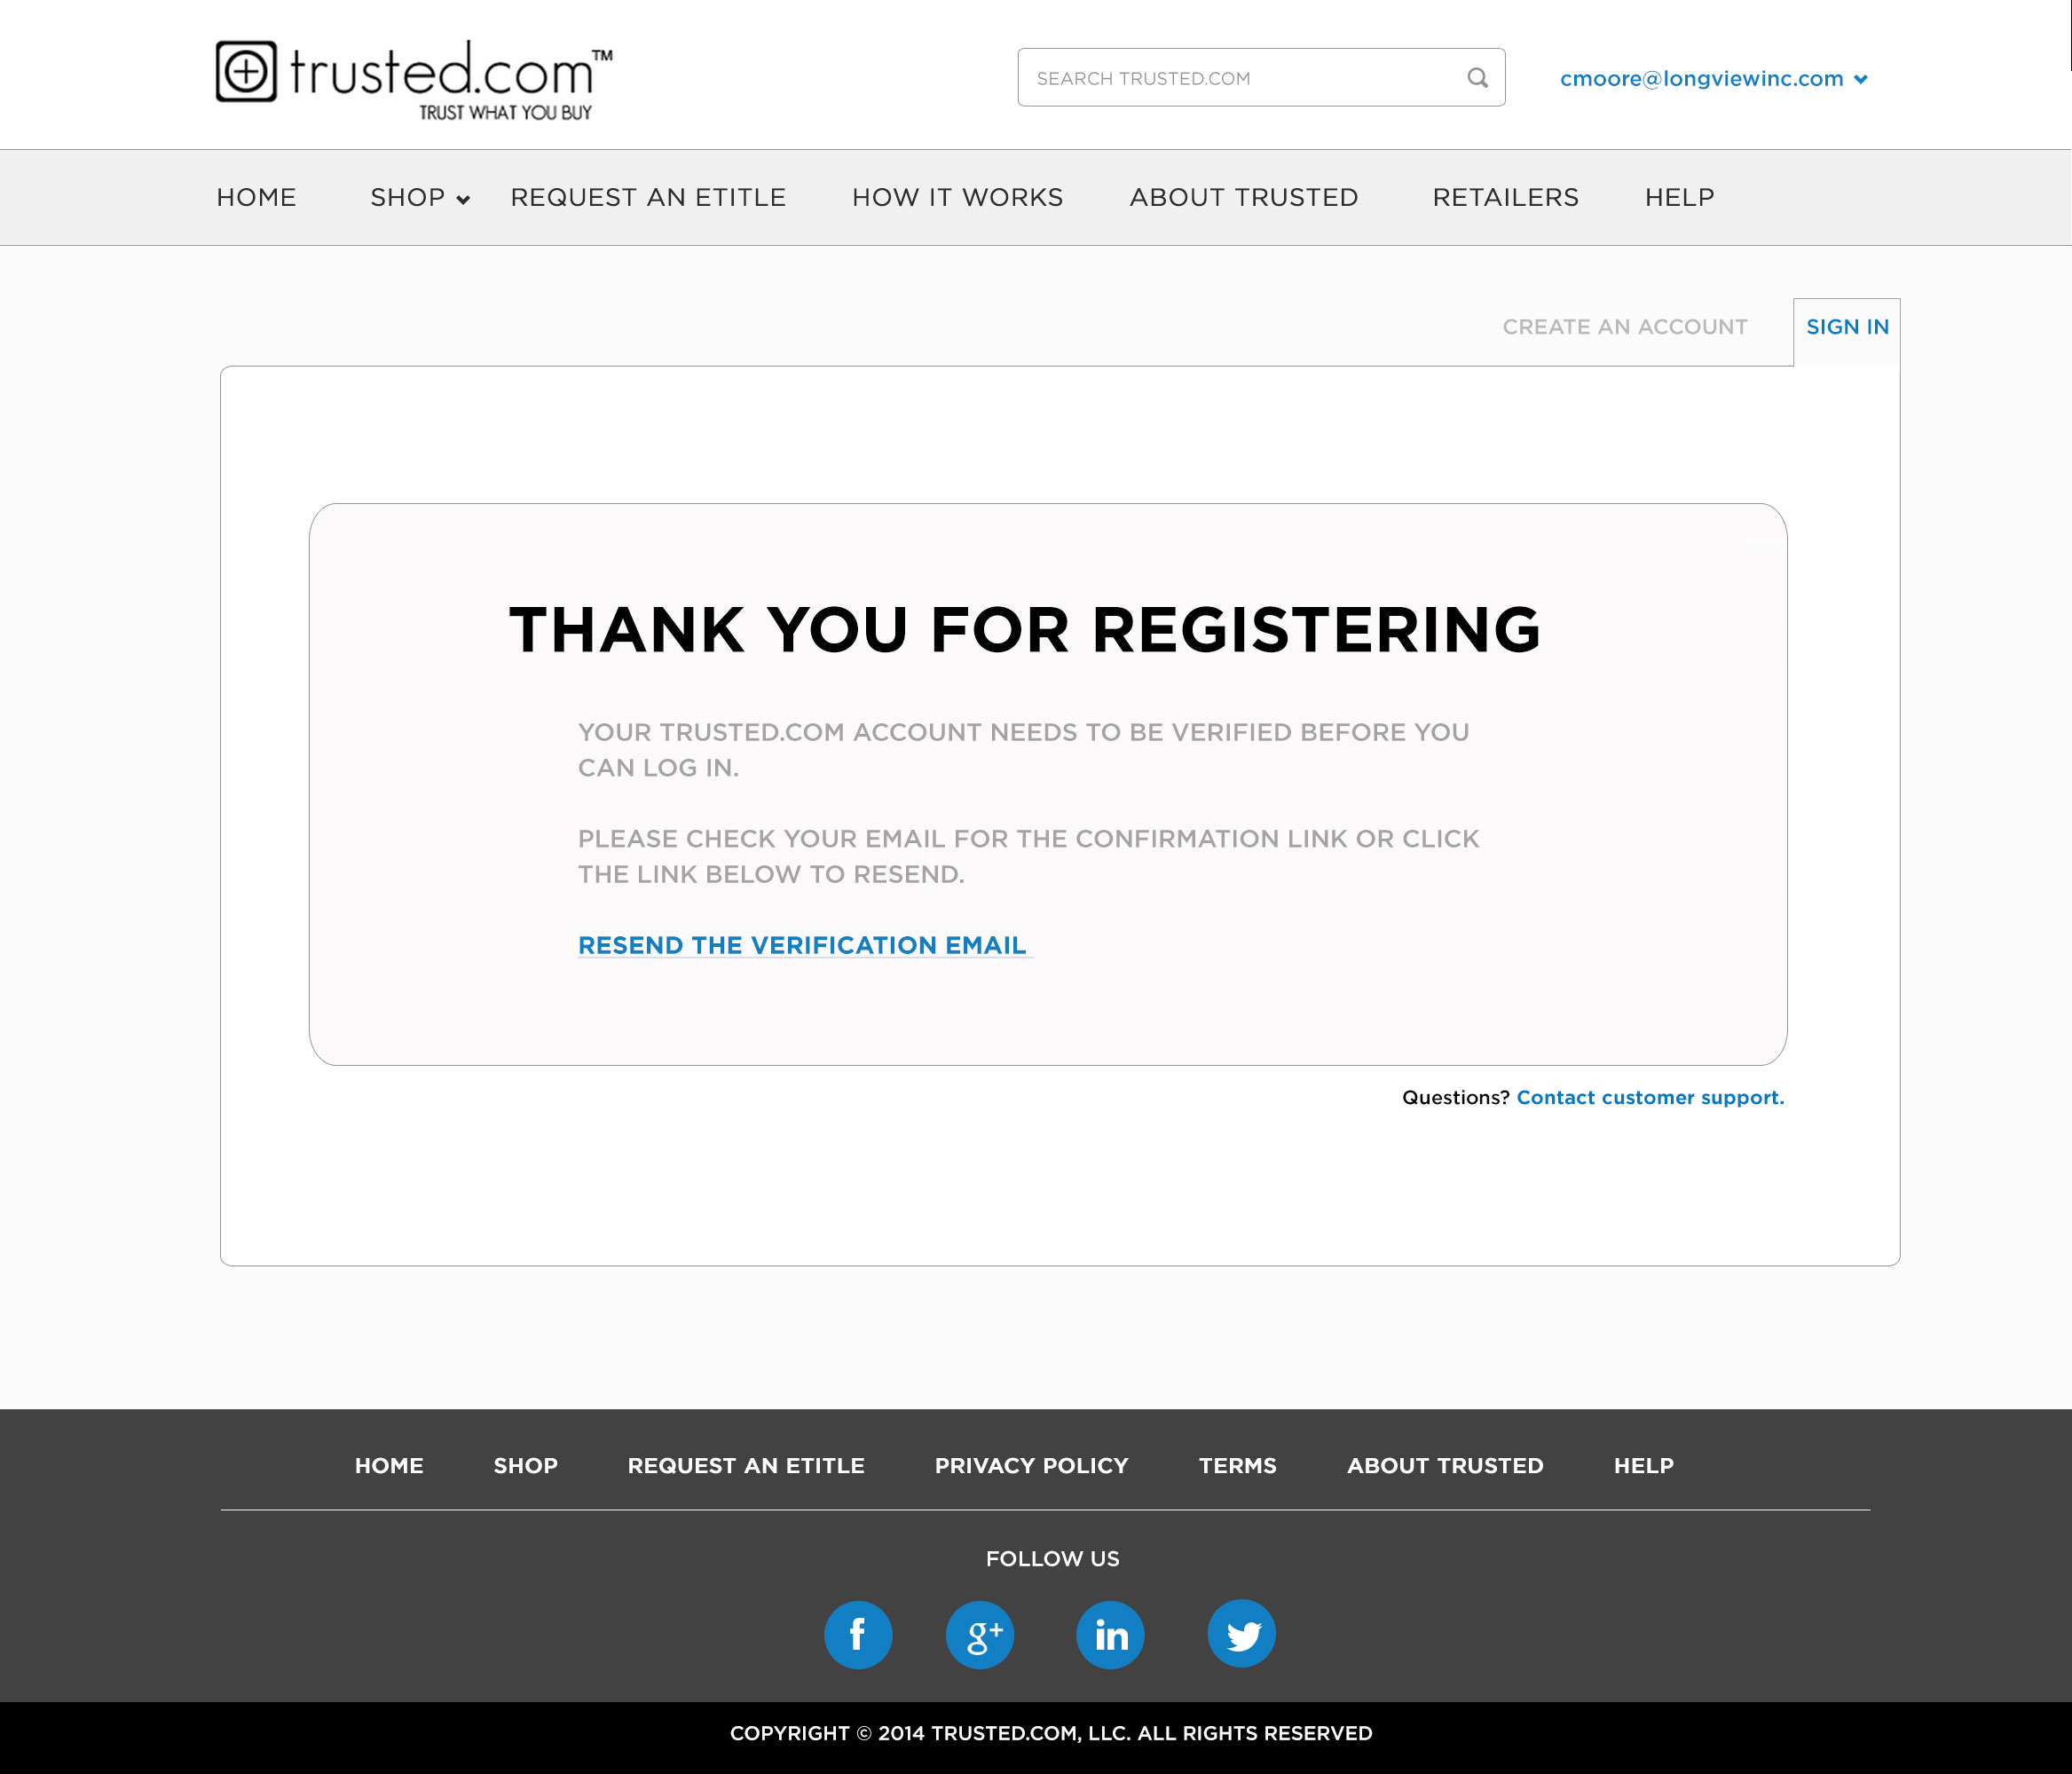 trusted.com™
TRUST WHAT YOU BUY
SEARCH TRUSTED.COM
cmoore@longviewinc.com
HOME SHOP REQUEST AN ETITLE HOW IT WORKS ABOUT TRUSTED RETAILERS HELP
CREATE AN ACCOUNT SIGN IN
THANK YOU FOR REGISTERING
YOUR TRUSTED.COM ACCOUNT NEEDS TO BE VERIFIED BEFORE YOU
CAN LOG IN.
PLEASE CHECK YOUR EMAIL FOR THE CONFIRMATION LINK OR CLICK
THE LINK BELOW TO RESEND.
RESEND THE VERIFICATION EMAIL
Questions? Contact customer support.
HOME SHOP REQUEST AN ETITLE PRIVACY POLICY TERMS ABOUT TRUSTED HELP
FOLLOW US
f g+ in
COPYRIGHT © 2014 TRUSTED.COM, LLC. ALL RIGHTS RESERVED